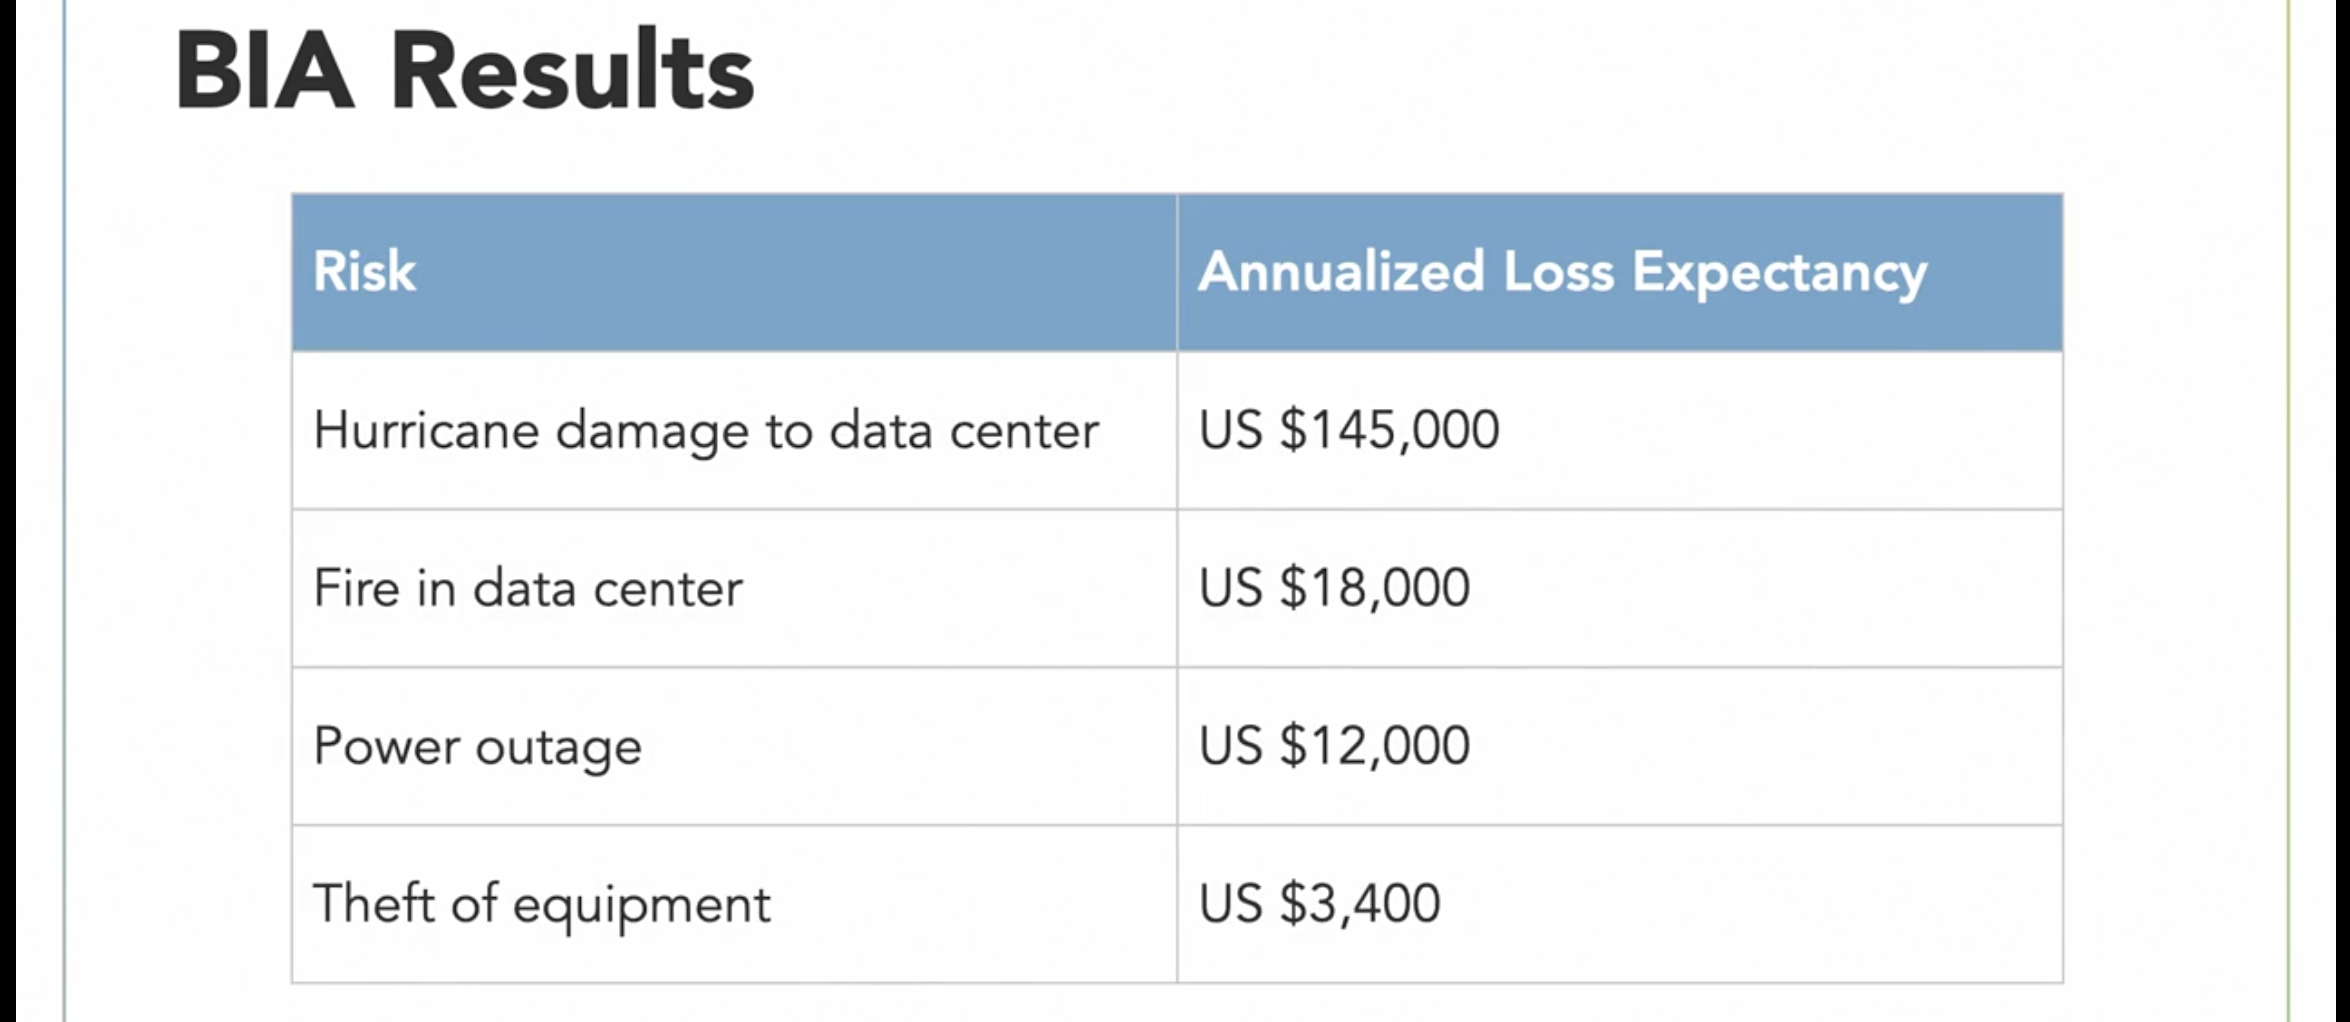 BIA Results
Risk
Annualized Loss Expectancy
Hurricane damage to data center
US $145,000
Fire in data center
US $18,000
Power outage
US $12,000
Theft of equipment
US $3,400